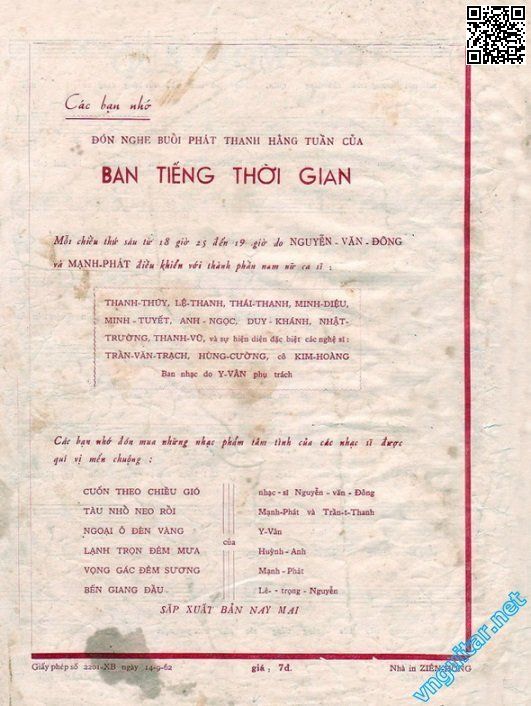 Các bạn nhớ
ĐÓN NGHE BUỔI PHÁT THANH HÀNG TUẦN CỦA
BAN TIẾNG THỜI GIAN
Mỗi chiều thứ sáu từ 18 giờ 25 đến 19 giờ do NGUYỄN - VĂN - ĐÔNG
và MẠNH-PHÁT điều khiển với thành phần nam nữ ca sĩ :
THANH-THÚY, LỆ-THANH, THÁI-THANH, MINH-DIỆU,
MINH - TUYẾT, ANH - NGỌC, DUY - KHÁNH, NHẬT-
TRƯỜNG, THANH-VŨ, và sự hiện diện đặc biệt các nghệ sĩ :
TRẦN-VĂN-TRẠCH, HÙNG-CƯỜNG, cô KIM-HOÀNG
Ban nhạc do Y-VÂN phụ trách
Các bạn nhớ đón mua những nhạc phẩm tâm tình của các nhạc sĩ được
quí vị mến chuộng :
CUỐN THEO CHIỀU GIÓ nhạc - sĩ Nguyễn - văn - Đông
TÀU NHỔ NEO RỒI Mạnh-Phát và Trần-t-Thanh
NGOẠI Ô ĐÈN VÀNG Y-Vân
của
LẠNH TRỌN ĐÊM MƯA Huỳnh - Anh
VỌNG GÁC ĐÊM SƯƠNG Mạnh - Phát
BẾN GIANG ĐẦU Lê - trọng - Nguyễn
SẮP XUẤT BẢN NAY MAI
Giấy phép số 2201-XB ngày 14-9-62 giá : 7đ. Nhà in ZIÊN-HỒNG
vnguitar.net